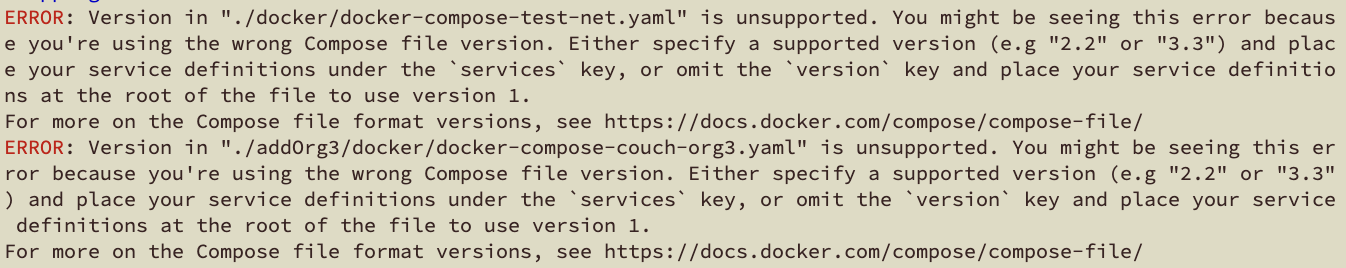 ERROR: Version in "./docker/docker-compose-test-net.yaml" is unsupported. You might be seeing this error becaus
e you're using the wrong Compose file version. Either specify a supported version (e.g "2.2" or "3.3") and plac
e your service definitions under the `services` key, or omit the `version` key and place your service definitio
ns at the root of the file to use version 1.
For more on the Compose file format versions, see https://docs.docker.com/compose/compose-file/
ERROR: Version in "./addOrg3/docker/docker-compose-couch-org3.yaml" is unsupported. You might be seeing this er
ror because you're using the wrong Compose file version. Either specify a supported version (e.g "2.2" or "3.3"
) and place your service definitions under the `services` key, or omit the `version` key and place your service
 definitions at the root of the file to use version 1.
For more on the Compose file format versions, see https://docs.docker.com/compose/compose-file/